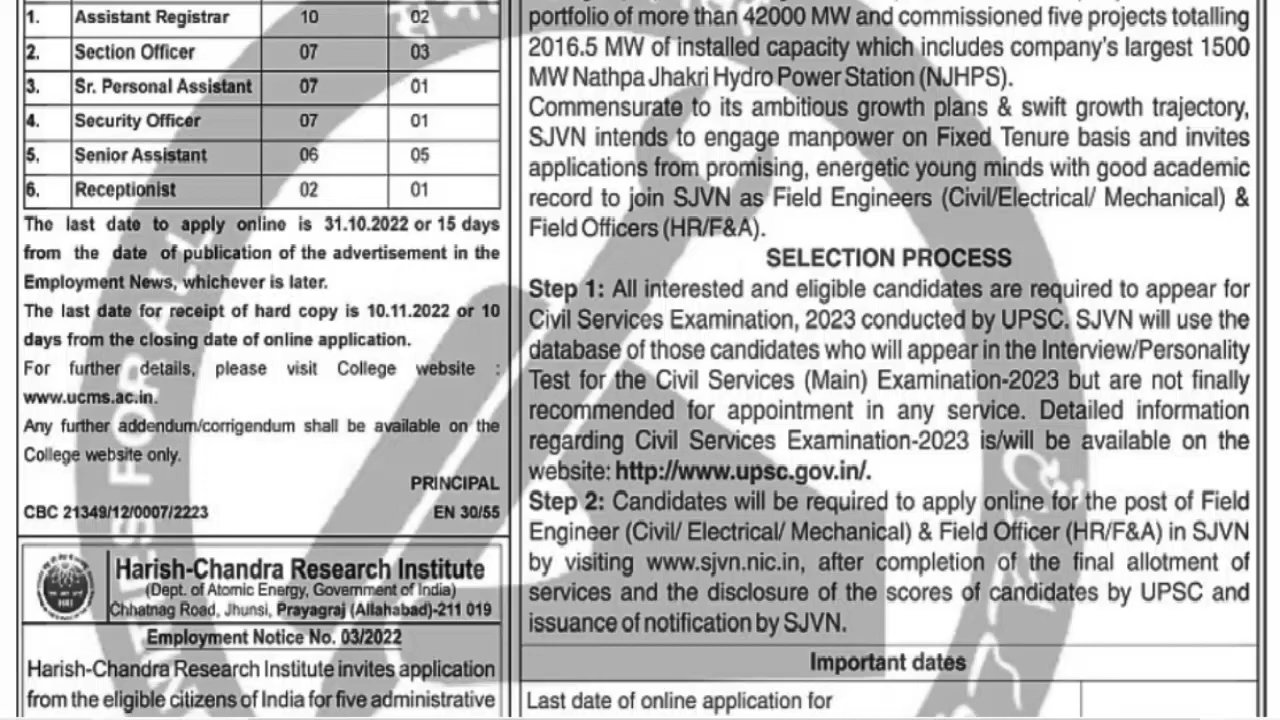 1. Assistant Registrar 10 02
2. Section Officer 07 03
3. Sr. Personal Assistant 07 01
4. Security Officer 07 01
5. Senior Assistant 06 05
6. Receptionist 02 01
The last date to apply online is 31.10.2022 or 15 days
from the date of publication of the advertisement in the
Employment News, whichever is later.
The last date for receipt of hard copy is 10.11.2022 or 10
days from the closing date of online application.
For further details, please visit College website :
www.ucms.ac.in.
Any further addendum/corrigendum shall be available on the
College website only.
PRINCIPAL
CBC 21349/12/0007/2223 EN 30/55
Harish-Chandra Research Institute
(Dept. of Atomic Energy, Government of India)
Chhatnag Road, Jhunsi, Prayagraj (Allahabad)-211 019
Employment Notice No. 03/2022
Harish-Chandra Research Institute invites application
from the eligible citizens of India for five administrative
portfolio of more than 42000 MW and commissioned five projects totalling
2016.5 MW of installed capacity which includes company's largest 1500
MW Nathpa Jhakri Hydro Power Station (NJHPS).
Commensurate to its ambitious growth plans & swift growth trajectory,
SJVN intends to engage manpower on Fixed Tenure basis and invites
applications from promising, energetic young minds with good academic
record to join SJVN as Field Engineers (Civil/Electrical/ Mechanical) &
Field Officers (HR/F&A).
SELECTION PROCESS
Step 1: All interested and eligible candidates are required to appear for
Civil Services Examination, 2023 conducted by UPSC. SJVN will use the
database of those candidates who will appear in the Interview/Personality
Test for the Civil Services (Main) Examination-2023 but are not finally
recommended for appointment in any service. Detailed information
regarding Civil Services Examination-2023 is/will be available on the
website: http://www.upsc.gov.in/.
Step 2: Candidates will be required to apply online for the post of Field
Engineer (Civil/ Electrical/ Mechanical) & Field Officer (HR/F&A) in SJVN
by visiting www.sjvn.nic.in, after completion of the final allotment of
services and the disclosure of the scores of candidates by UPSC and
issuance of notification by SJVN.
Important dates
Last date of online application for
FOR ALL